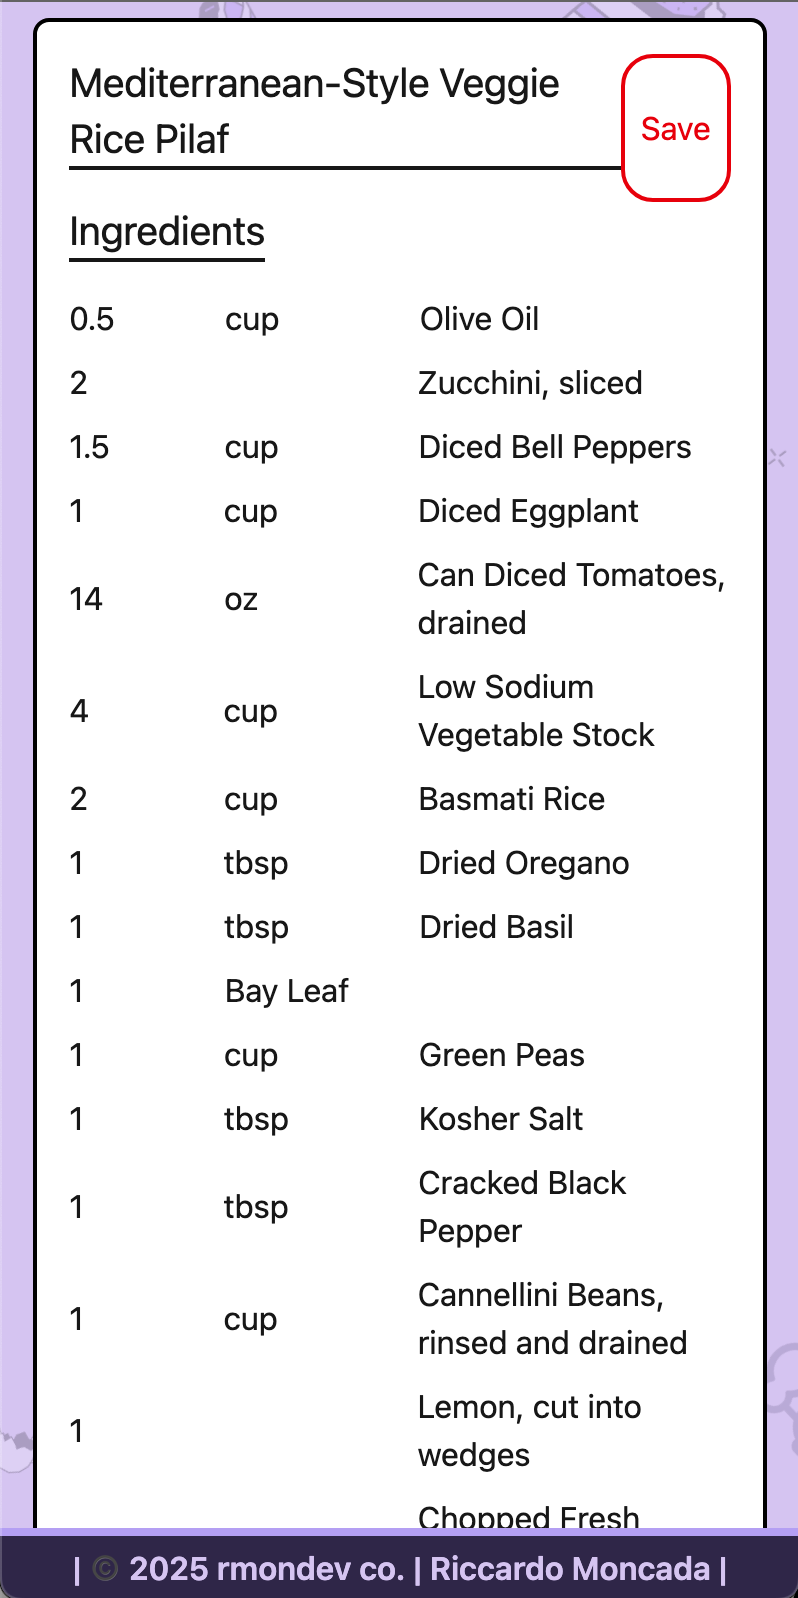 Mediterranean-Style Veggie
Rice Pilaf
Save
Ingredients
0.5 cup Olive Oil
2 Zucchini, sliced
1.5 cup Diced Bell Peppers
1 cup Diced Eggplant
14 oz Can Diced Tomatoes,
drained
4 cup Low Sodium
Vegetable Stock
2 cup Basmati Rice
1 tbsp Dried Oregano
1 tbsp Dried Basil
1 Bay Leaf
1 cup Green Peas
1 tbsp Kosher Salt
1 tbsp Cracked Black
Pepper
1 cup Cannellini Beans,
rinsed and drained
1 Lemon, cut into
wedges
Chopped Fresh
| © 2025 rmondev co. | Riccardo Moncada |